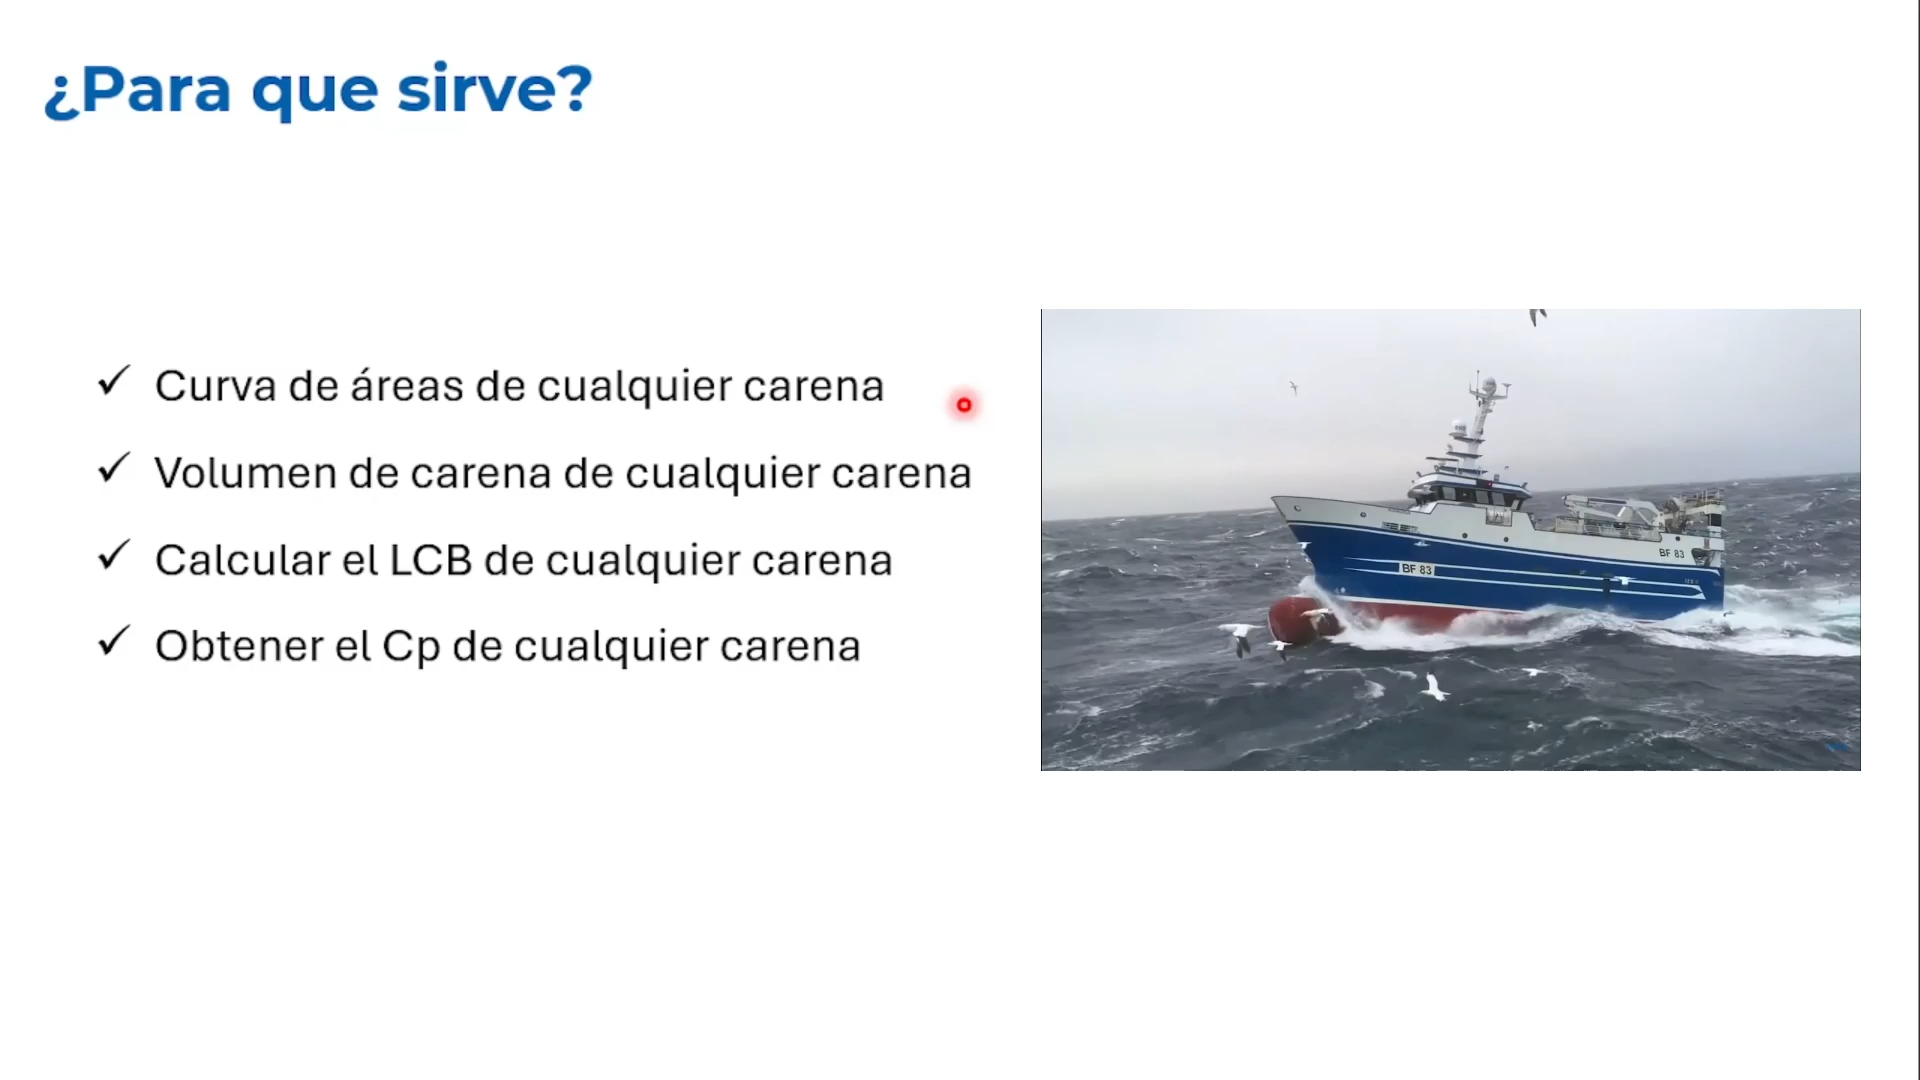 ¿Para que sirve?
✓ Curva de áreas de cualquier carena
✓ Volumen de carena de cualquier carena
✓ Calcular el LCB de cualquier carena
✓ Obtener el Cp de cualquier carena
BF 83
BF 83